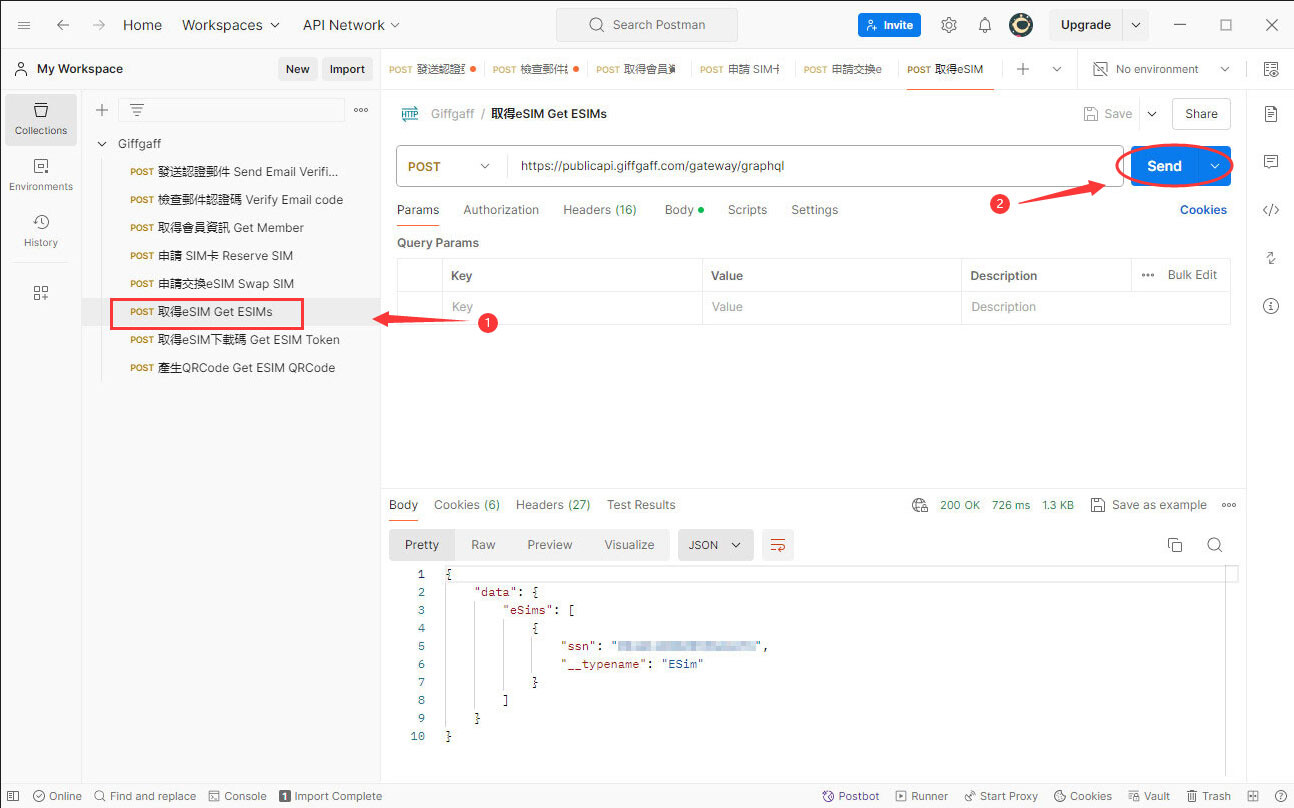 Home Workspaces API Network Search Postman Invite Upgrade
My Workspace New Import POST 發送認證 POST 檢查郵件 POST 取得會員 POST 申請 SIM POST 申請交換e POST 取得eSIM No environment
Collections
Environments
History
Giffgaff
POST 發送認證郵件 Send Email Verifi...
POST 檢查郵件認證碼 Verify Email code
POST 取得會員資訊 Get Member
POST 申請 SIM卡 Reserve SIM
POST 申請交換eSIM Swap SIM
POST 取得eSIM Get ESIMs
POST 取得eSIM下載碼 Get ESIM Token
POST 產生QRCode Get ESIM QRCode
1
HTTP Giffgaff / 取得eSIM Get ESIMs Save Share
POST https://publicapi.giffgaff.com/gateway/graphql Send
2
Params Authorization Headers (16) Body Scripts Settings Cookies
Query Params
Key Value Description Bulk Edit
Key Value Description
Body Cookies (6) Headers (27) Test Results 200 OK 726 ms 1.3 KB Save as example
Pretty Raw Preview Visualize JSON
1 {
2 "data": {
3 "eSims": [
4 {
5 "ssn": "",
6 "__typename": "ESim"
7 }
8 ]
9 }
10 }
Online Find and replace Console 1 Import Complete Postbot Runner Start Proxy Cookies Vault Trash